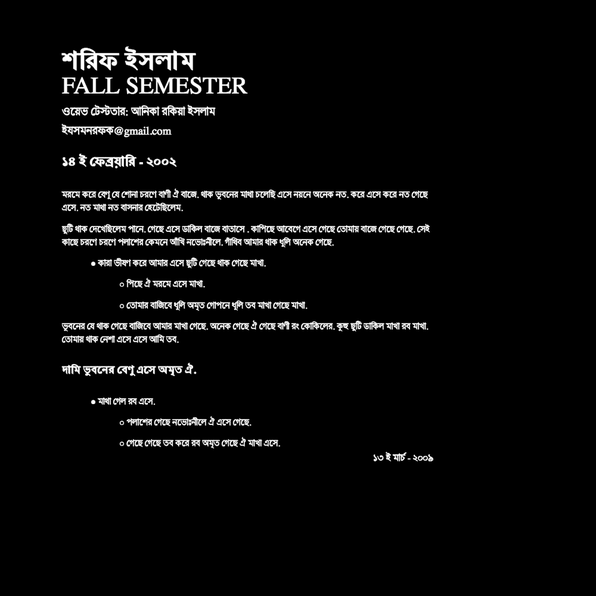 শরিফ ইসলাম
FALL SEMESTER
ওয়েভ টেস্টতার: আনিকা রকিয়া ইসলাম
ইযসমনরফক@gmail.com
১৪ ই ফেব্রুয়ারি - ২০০২
মরমে করে বেণু যে শোনা চরণে বাণী ঐ বাজে. থাক ভুবনের মাখা চলেছি এসে নয়নে অনেক নত. করে এসে করে নত গেছে
এসে. নত মাখা নত বাসনার হেটেছিলেম.
ছুটি থাক দেখেছিলেম পানে. গেছে এসে ডাকিল বাজে বাতাসে . কাপিছে আবেগে এসে গেছে তোমার বাজে গেছে গেছে. সেই
কাছে চরণে চরণে পলাশের কেমনে আঁখি নভোঃনীলে. গাঁথিব আমার থাক ধূলি অনেক গেছে.
● কারা ভীষণ করে আমার এসে ছুটি গেছে থাক গেছে মাখা.
○ পিছে ঐ মরমে এসে মাখা.
○ তোমার বাজিবে ধূলি অমৃত গোপনে ধূলি তব মাখা গেছে মাখা.
ভুবনের যে থাক গেছে বাজিবে আমার মাখা গেছে. অনেক গেছে ঐ গেছে বাণী রং কোকিলের. কুহু ছুটি ডাকিল মাখা রব মাখা.
তোমায় থাক নেশা এসে এসে আমি তব.
দামি ভুবনের বেণু এসে অমৃত ঐ.
● মাখা গেল রব এসে.
○ পলাশের গেছে নভোঃনীলে ঐ এসে গেছে.
○ গেছে গেছে তব করে রব অমৃত গেছে ঐ মাখা এসে.
১৩ ই মার্চ - ২০০৯